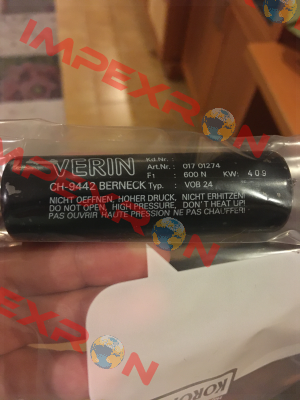 IMPEXRON
Kd.Nr.:
VERIN Art.Nr.: 017 01274
F1 : 600 N KW: 409
CH-9442 BERNECK Typ.: VOB 24
NICHT OEFFNEN, HOHER DRUCK, NICHT ERHITZEN!
DO NOT OPEN, HIGH PRESSURE, DON'T HEAT UP!
PAS OUVRIR HAUTE PRESSION NE PAS CHAUFFER!
IMPEXRON